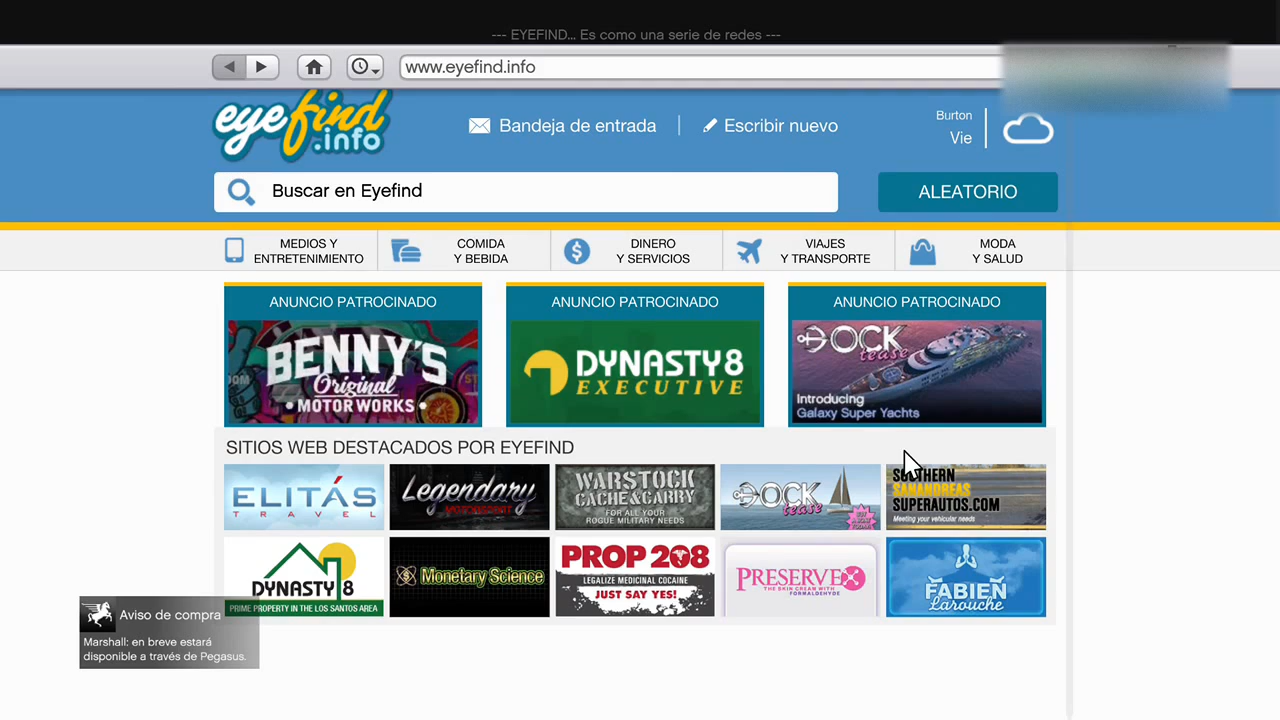 --- EYEFIND... Es como una serie de redes ---
www.eyefind.info
eyefind
.info
Bandeja de entrada
Escribir nuevo
Burton
Vie
Buscar en Eyefind
ALEATORIO
MEDIOS Y
ENTRETENIMIENTO
COMIDA
Y BEBIDA
DINERO
Y SERVICIOS
VIAJES
Y TRANSPORTE
MODA
Y SALUD
ANUNCIO PATROCINADO
BENNY'S
Original
• MOTOR WORKS •
ANUNCIO PATROCINADO
DYNASTY 8
EXECUTIVE
ANUNCIO PATROCINADO
DOCK
tease
Introducing
Galaxy Super Yachts
SITIOS WEB DESTACADOS POR EYEFIND
ELITÁS
TRAVEL
Legendary
MOTORSPORT
WARSTOCK
CACHE & CARRY
FOR ALL YOUR
ROGUE MILITARY NEEDS
DOCK
tease
SOUTHERN
SANANDREAS
SUPERAUTOS.COM
Meeting your vehicular needs
DYNASTY 8
PRIME PROPERTY IN THE LOS SANTOS AREA
Monetary Science
PROP 208
LEGALIZE MEDICINAL COCAINE
JUST SAY YES!
PRESERVEX
THE SKIN CREAM WITH
FORMALDEHYDE
FABIEN
Larouche
Aviso de compra
Marshall: en breve estará
disponible a través de Pegasus.